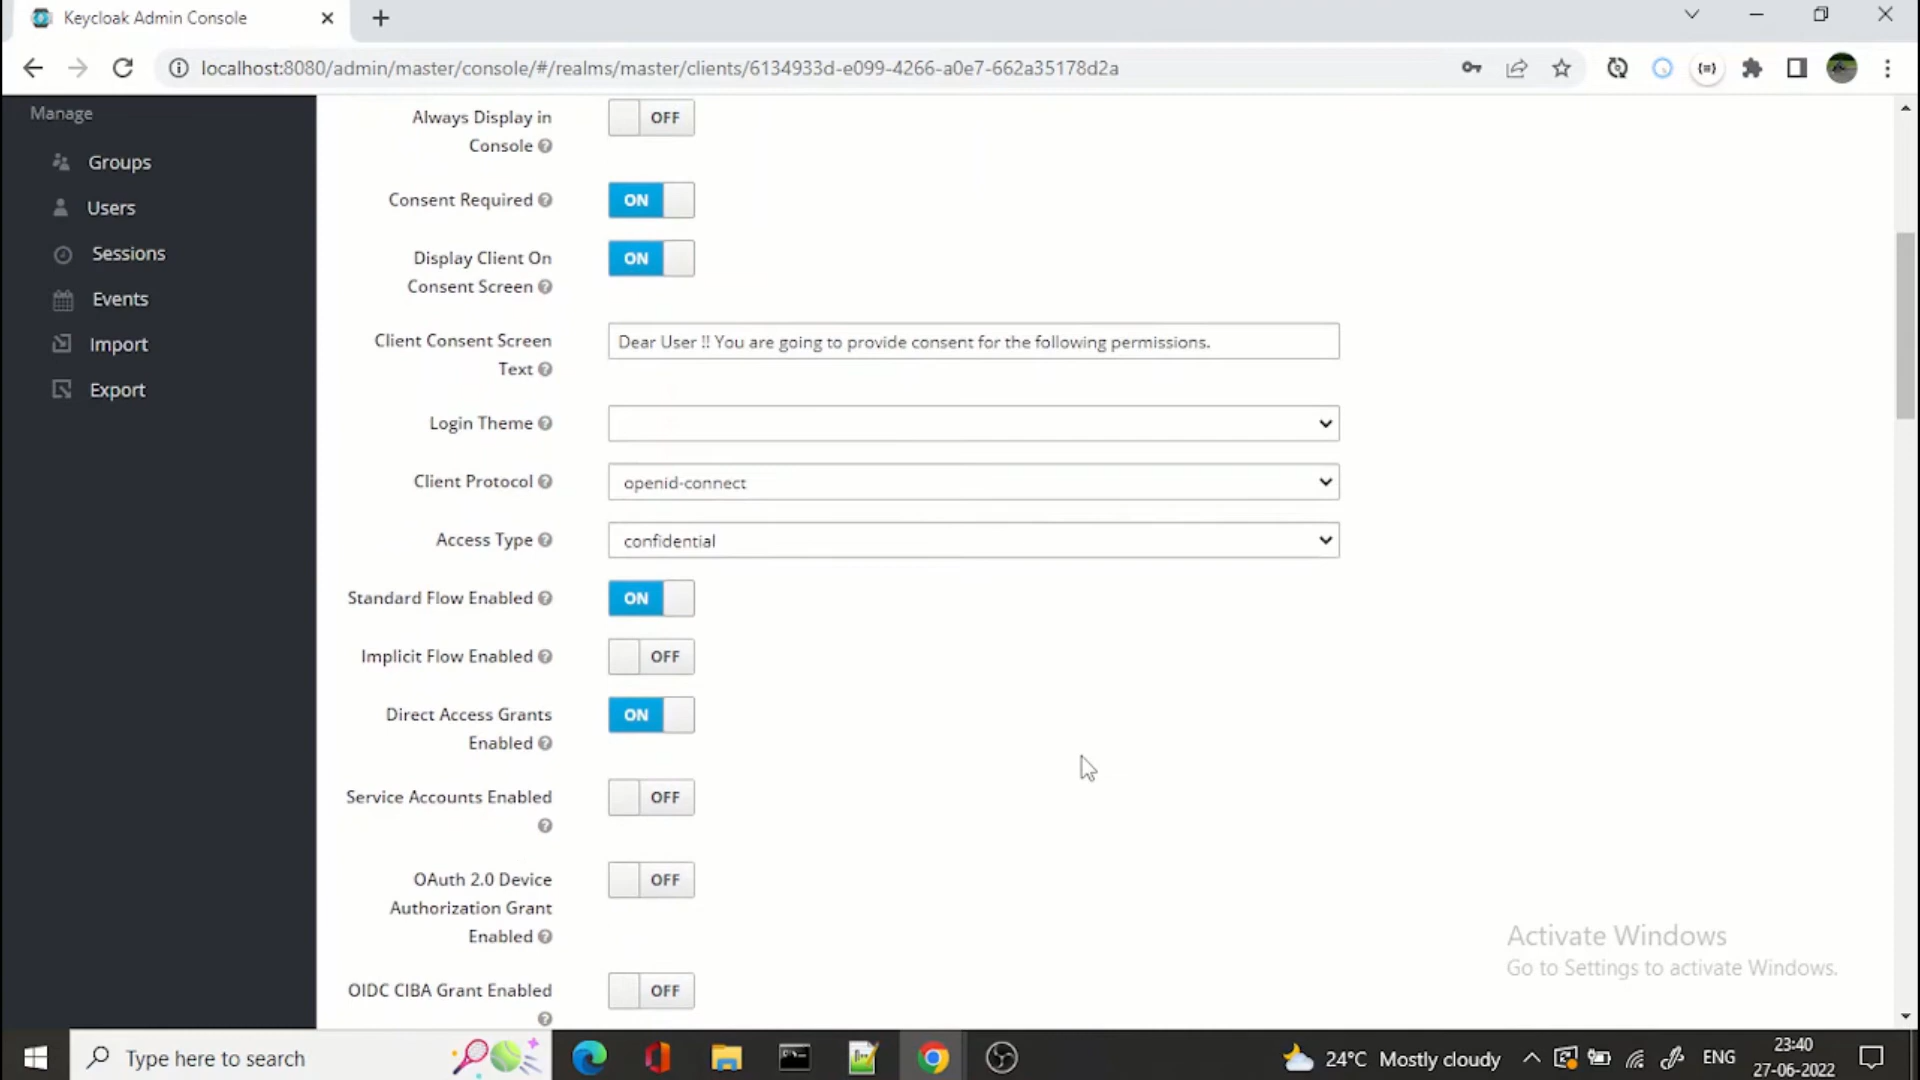 Keycloak Admin Console
localhost:8080/admin/master/console/#/realms/master/clients/6134933d-e099-4266-a0e7-662a35178d2a
Manage
Groups
Users
Sessions
Events
Import
Export
Always Display in
Console
OFF
Consent Required
ON
Display Client On
Consent Screen
ON
Client Consent Screen
Text
Dear User !! You are going to provide consent for the following permissions.
Login Theme
Client Protocol
openid-connect
Access Type
confidential
Standard Flow Enabled
ON
Implicit Flow Enabled
OFF
Direct Access Grants
Enabled
ON
Service Accounts Enabled
OFF
OAuth 2.0 Device
Authorization Grant
Enabled
OFF
OIDC CIBA Grant Enabled
OFF
Activate Windows
Go to Settings to activate Windows.
Type here to search
24°C Mostly cloudy
ENG
23:40
27-06-2022